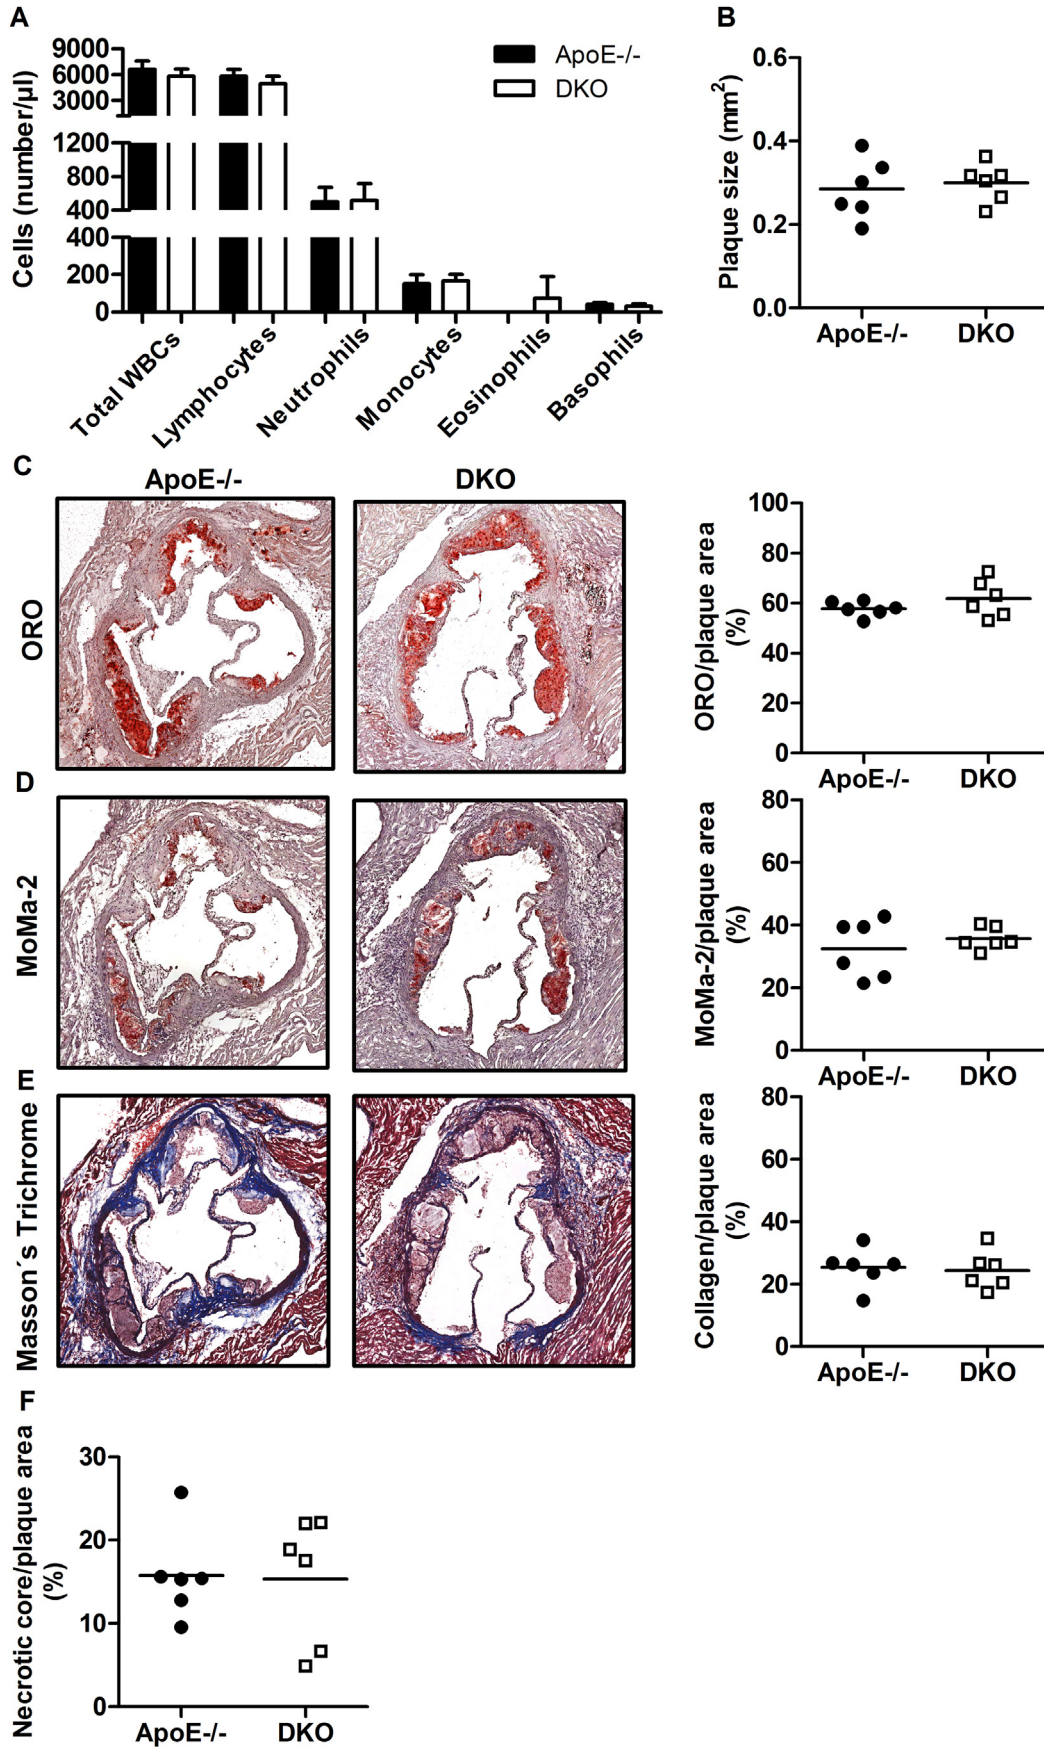 A
Cells (number/µl)
9000
6000
3000
1200
800
400
400
200
0
ApoE-/-
DKO
Total WBCs
Lymphocytes
Neutrophils
Monocytes
Eosinophils
Basophils
B
Plaque size (mm²)
0.6
0.4
0.2
0.0
ApoE-/-
DKO
C
ApoE-/-
DKO
ORO
ORO/plaque area
(%)
100
80
60
40
20
0
ApoE-/-
DKO
D
MoMa-2
MoMa-2/plaque area
(%)
80
60
40
20
0
ApoE-/-
DKO
E
Masson´s Trichrome
Collagen/plaque area
(%)
80
60
40
20
0
ApoE-/-
DKO
F
Necrotic core/plaque area
(%)
30
20
10
0
ApoE-/-
DKO